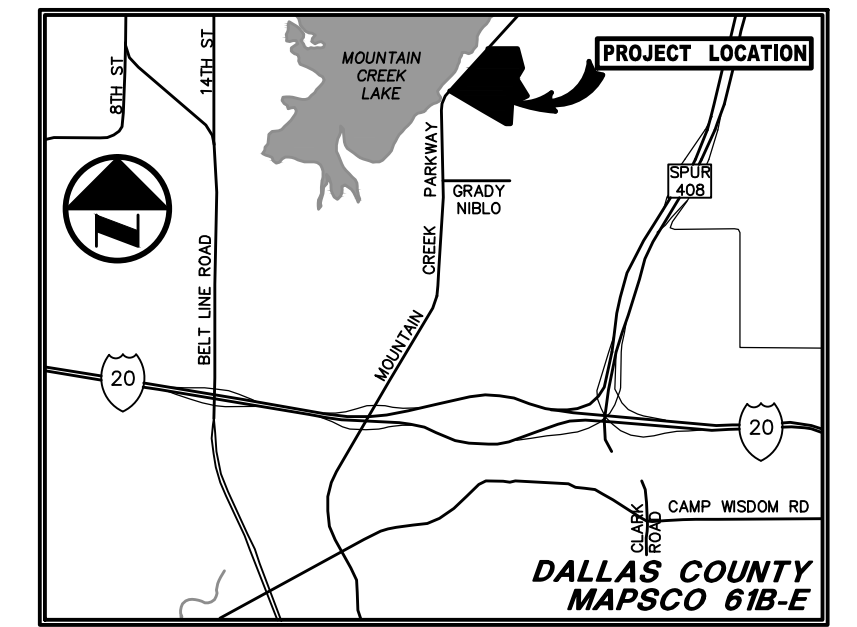 8TH ST
14TH ST
MOUNTAIN
CREEK
LAKE
PROJECT LOCATION
SPUR
408
GRADY
NIBLO
MOUNTAIN CREEK PARKWAY
N
BELT LINE ROAD
20
20
CAMP WISDOM RD
CLARK
ROAD
DALLAS COUNTY
MAPSCO 61B-E